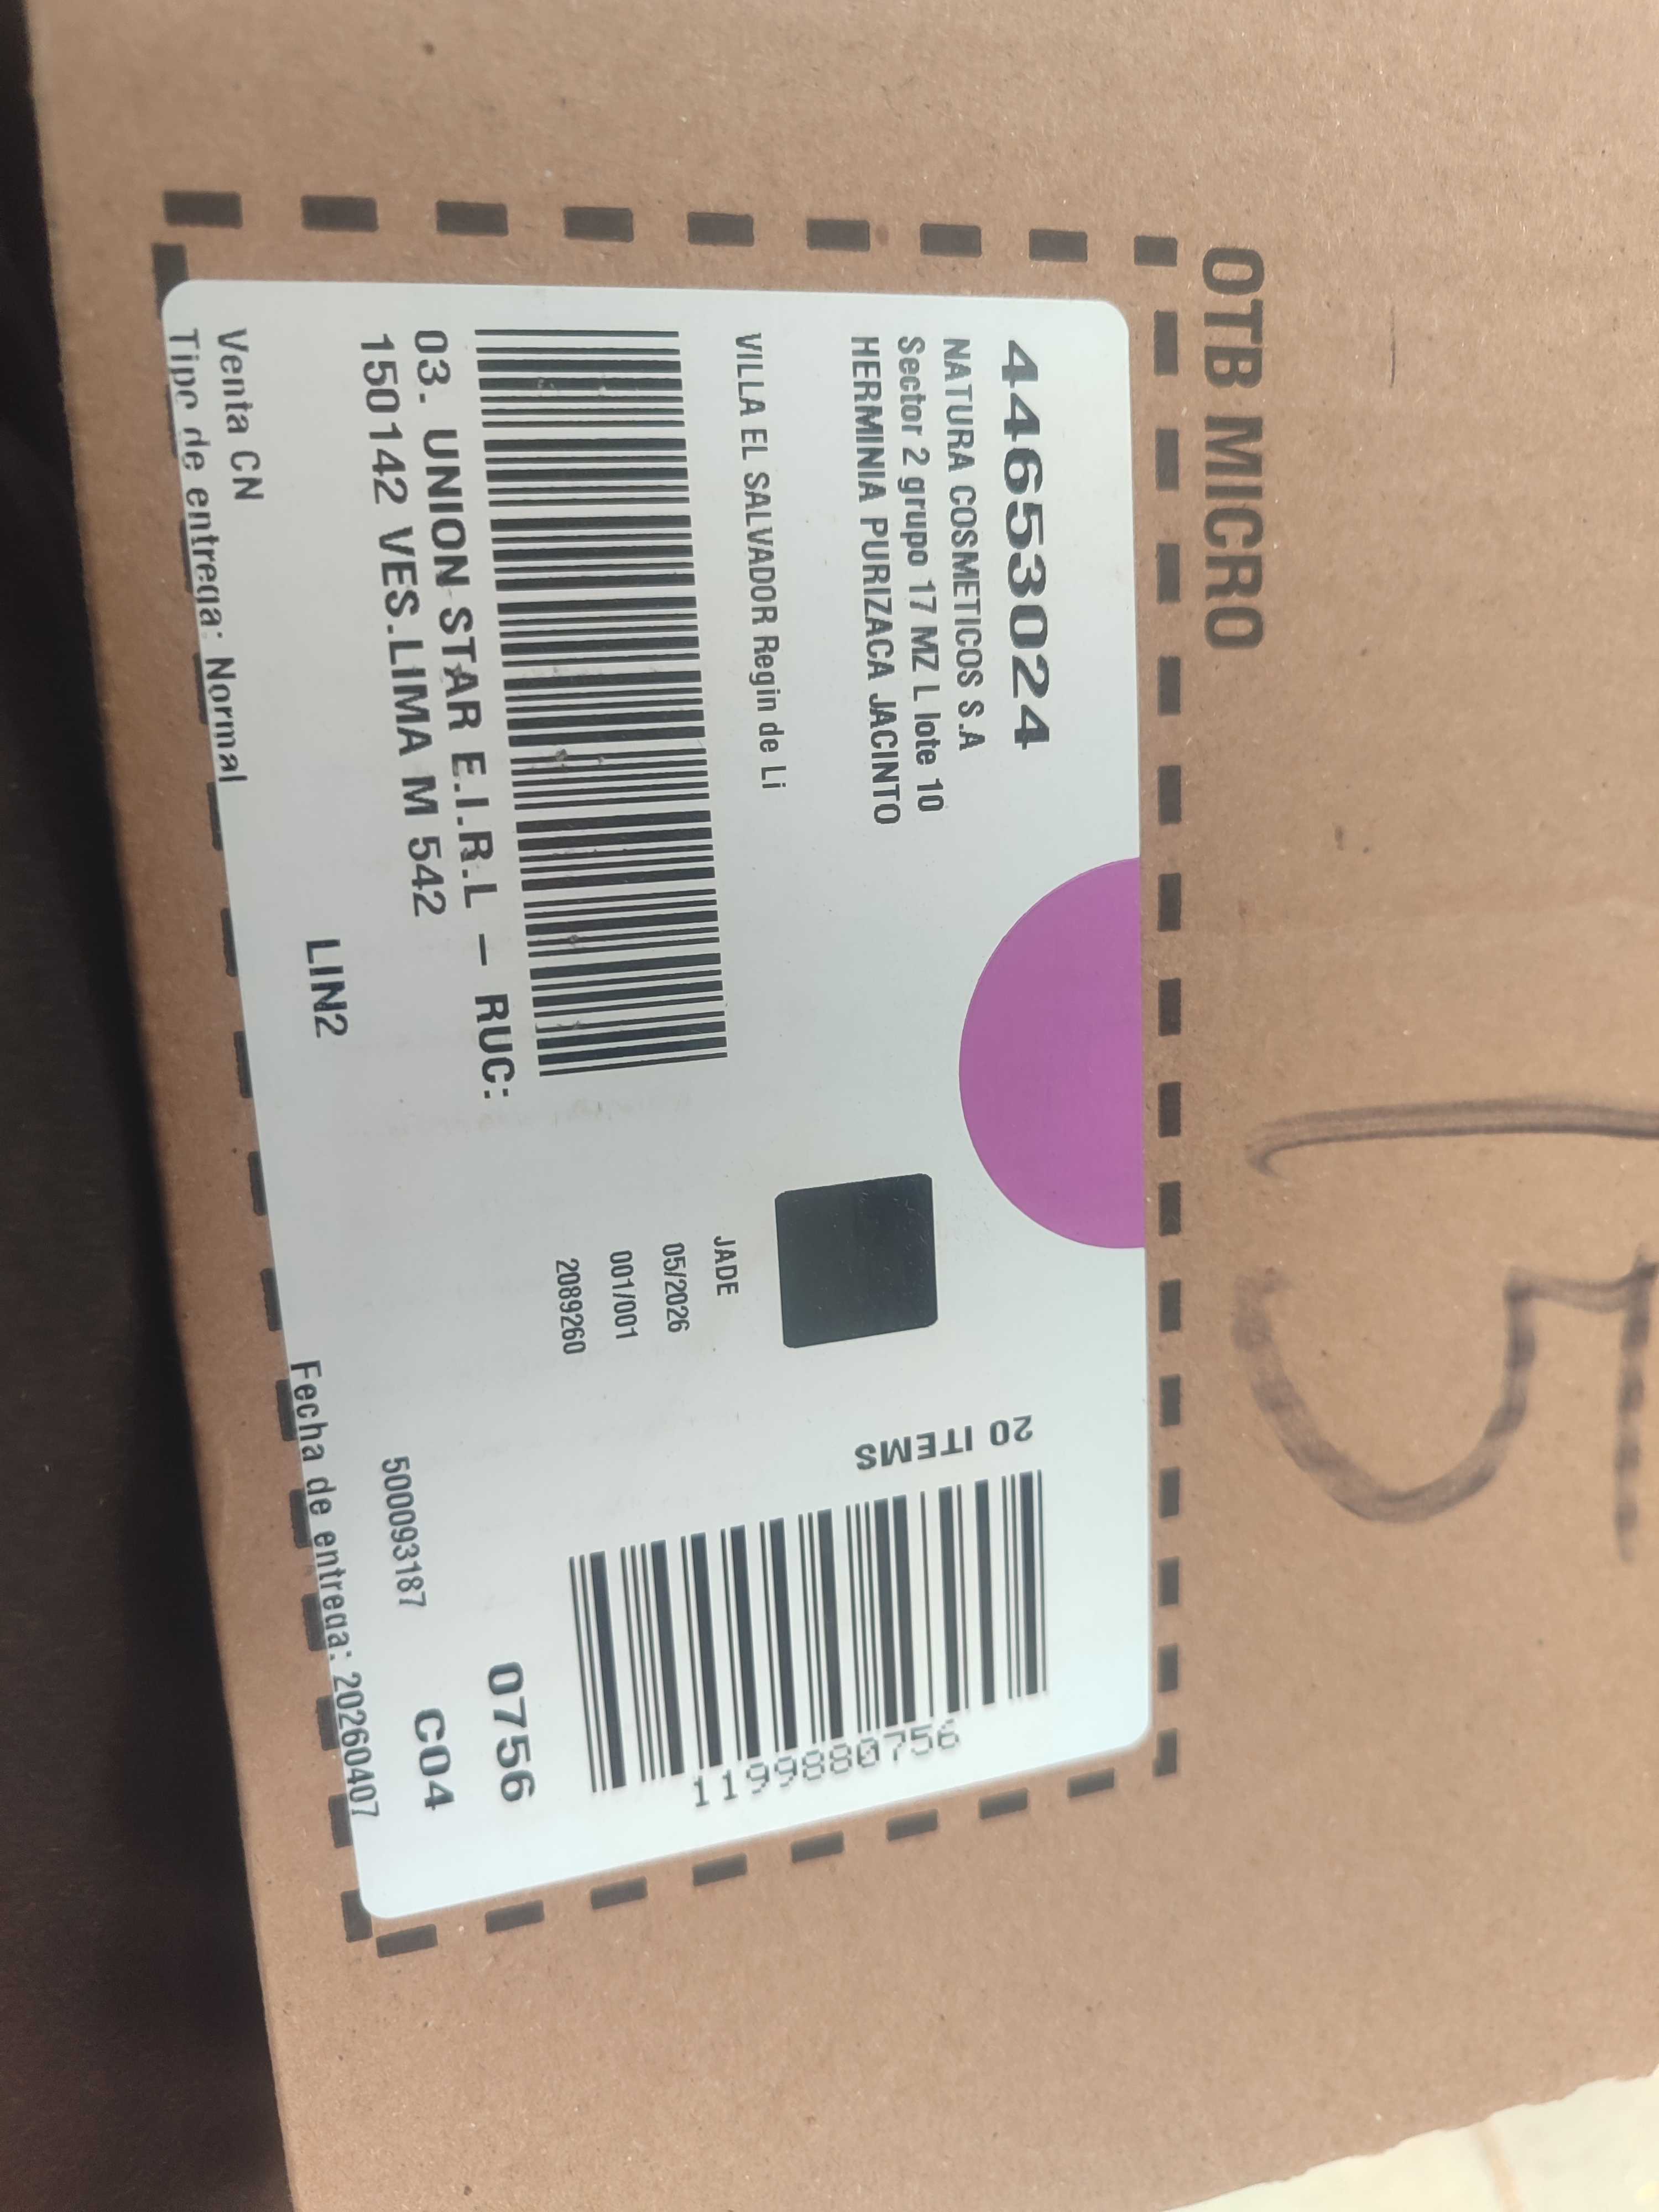 OTB MICRO
44653024
NATURA COSMETICOS S.A
Sector 2 grupo 17 MZ L lote 10
HERMINIA PURIZACA JACINTO
VILLA EL SALVADOR Regin de Li
20 ITEMS
1199880756
JADE
05/2026
001/001
2089260
03. UNION STAR E.I.R.L – RUC:
150142 VES.LIMA M 542
0756
LIN2
500093187
C04
Venta CN
Tipo de entrega: Normal
Fecha de entrega: 20260407